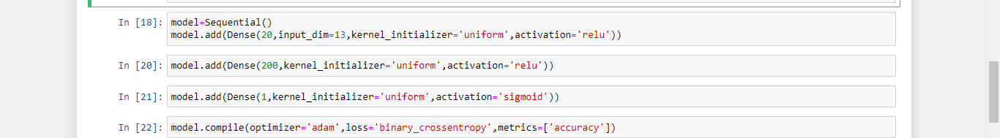 In [18]: model=Sequential()
model.add(Dense(20,input_dim=13,kernel_initializer='uniform',activation='relu'))
In [20]: model.add(Dense(200,kernel_initializer='uniform',activation='relu'))
In [21]: model.add(Dense(1,kernel_initializer='uniform',activation='sigmoid'))
In [22]: model.compile(optimizer='adam',loss='binary_crossentropy',metrics=['accuracy'])